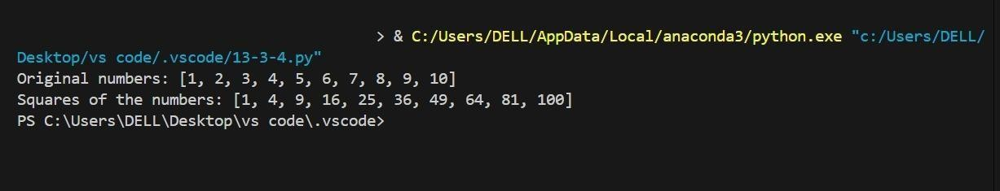 > & C:/Users/DELL/AppData/Local/anaconda3/python.exe "c:/Users/DELL/
Desktop/vs code/.vscode/13-3-4.py"
Original numbers: [1, 2, 3, 4, 5, 6, 7, 8, 9, 10]
Squares of the numbers: [1, 4, 9, 16, 25, 36, 49, 64, 81, 100]
PS C:\Users\DELL\Desktop\vs code\.vscode>